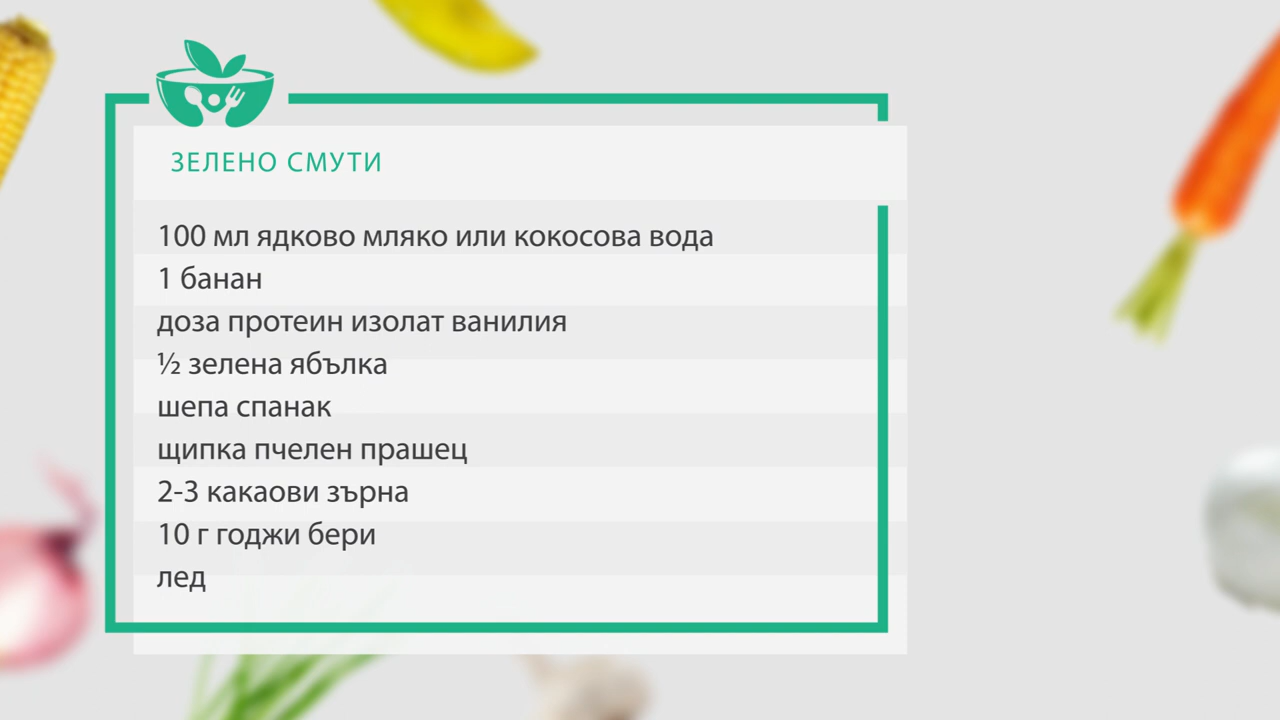 ЗЕЛЕНО СМУТИ
100 мл ядково мляко или кокосова вода
1 банан
доза протеин изолат ванилия
½ зелена ябълка
шепа спанак
щипка пчелен прашец
2-3 какаови зърна
10 г годжи бери
лед